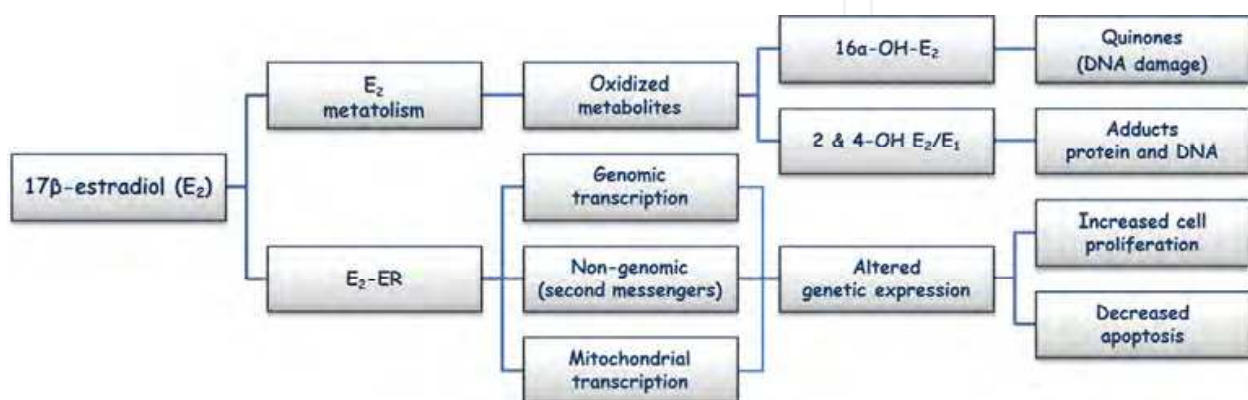 16α-OH-E₂
Quinones
(DNA damage)
E₂
metatolism
Oxidized
metabolites
2 & 4-OH E₂/E₁
Adducts
protein and DNA
17β-estradiol (E₂)
Genomic
transcription
Increased cell
proliferation
E₂-ER
Non-genomic
(second messengers)
Altered
genetic expression
Decreased
apoptosis
Mitochondrial
transcription